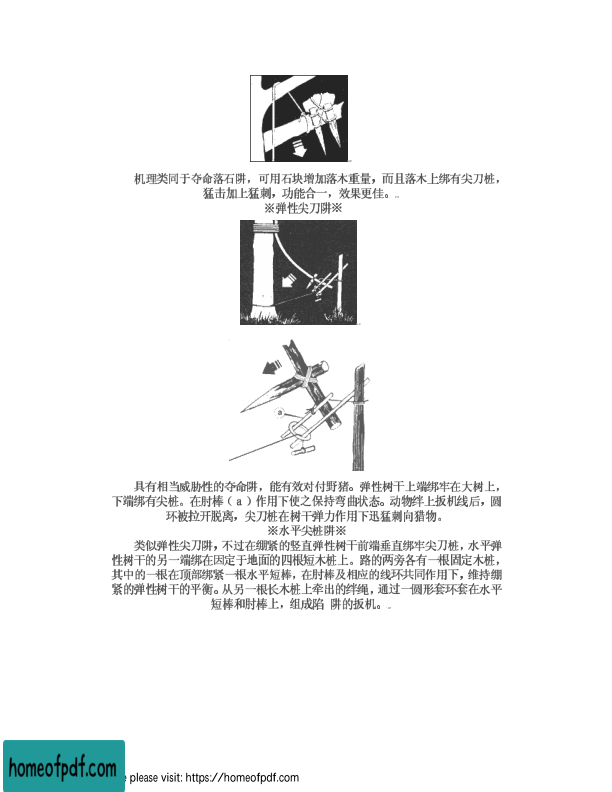 机理类同于夺命落石阱，可用石块增加落木重量，而且落木上绑有尖刀桩，
猛击加上猛刺，功能合一，效果更佳。
※弹性尖刀阱※
a
具有相当威胁性的夺命阱，能有效对付野猪。弹性树干上端绑牢在大树上，
下端绑有尖桩。在肘棒（a）作用下使之保持弯曲状态。动物绊上扳机线后，圆
环被拉开脱离，尖刀桩在树干弹力作用下迅猛刺向猎物。
※水平尖桩阱※
类似弹性尖刀阱，不过在绷紧的竖直弹性树干前端垂直绑牢尖刀桩，水平弹
性树干的另一端绑在因定于地面的四根短木桩上。路的两旁各有一根固定木桩，
其中的一根在顶部绑紧一根水平短棒，在肘棒及相应的线环共同作用下，维持绷
紧的弹性树干的平衡。从另一根长木桩上牵出的绊绳，通过一圆形套环套在水平
短棒和肘棒上，组成陷 阱的扳机。
homeofpdf.com
e please visit: https://homeofpdf.com